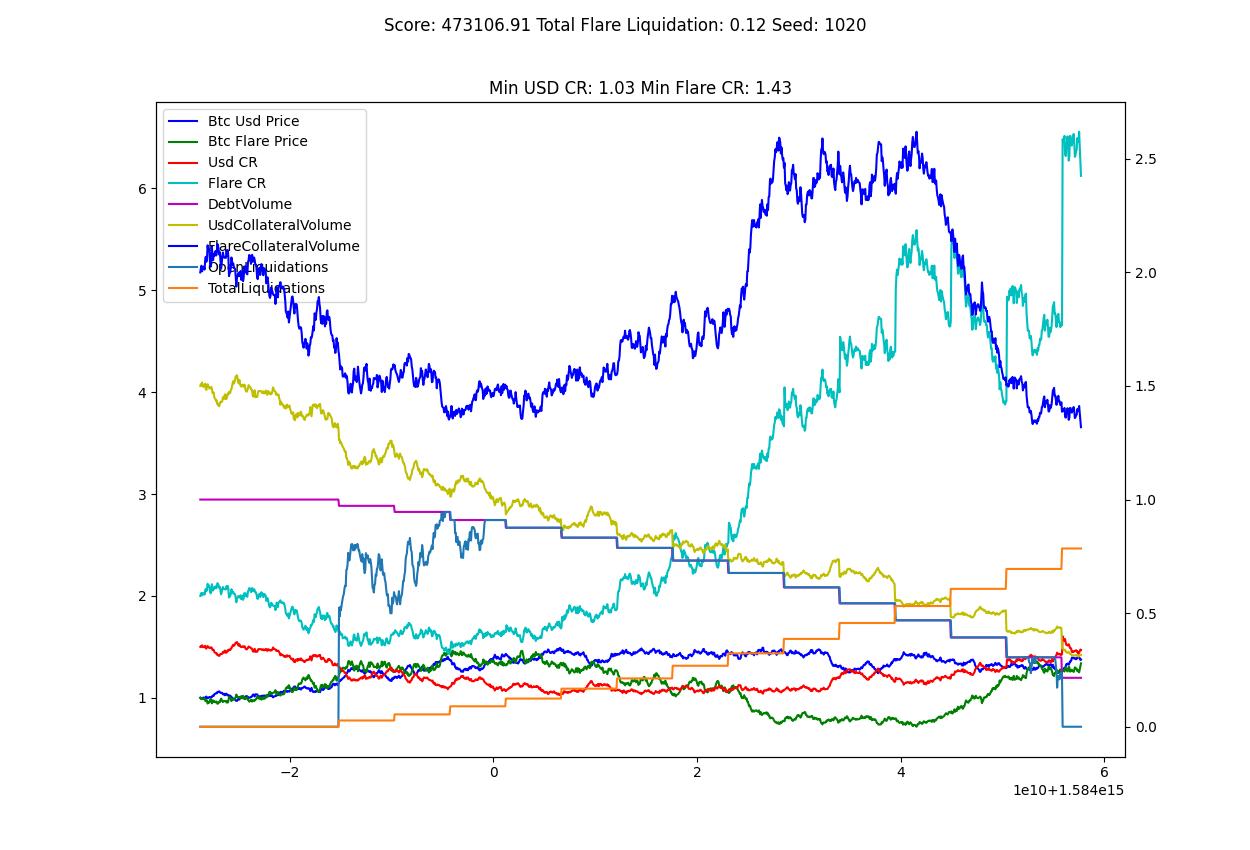 Score: 473106.91 Total Flare Liquidation: 0.12 Seed: 1020
Min USD CR: 1.03 Min Flare CR: 1.43
Btc Usd Price
Btc Flare Price
Usd CR
Flare CR
DebtVolume
UsdCollateralVolume
FlareCollateralVolume
OpenLiquidations
TotalLiquidations
6
5
4
3
2
1
2.5
2.0
1.5
1.0
0.5
0.0
−2
0
2
4
6
1e10+1.584e15